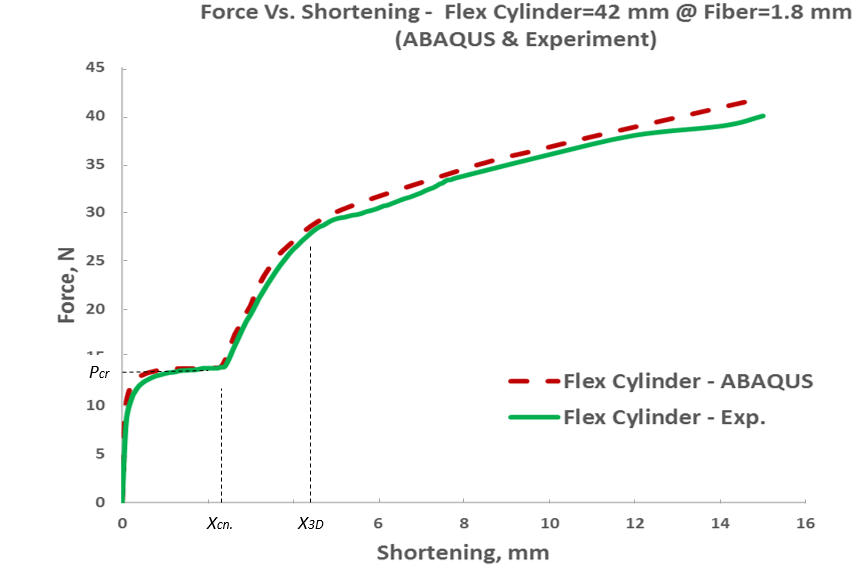 Force Vs. Shortening - Flex Cylinder=42 mm @ Fiber=1.8 mm
(ABAQUS & Experiment)
45
40
35
30
25
20
15
Pcr
10
5
0
Force, N
Flex Cylinder - ABAQUS
Flex Cylinder - Exp.
0
Xcn.
X3D
6
8
10
12
14
16
Shortening, mm